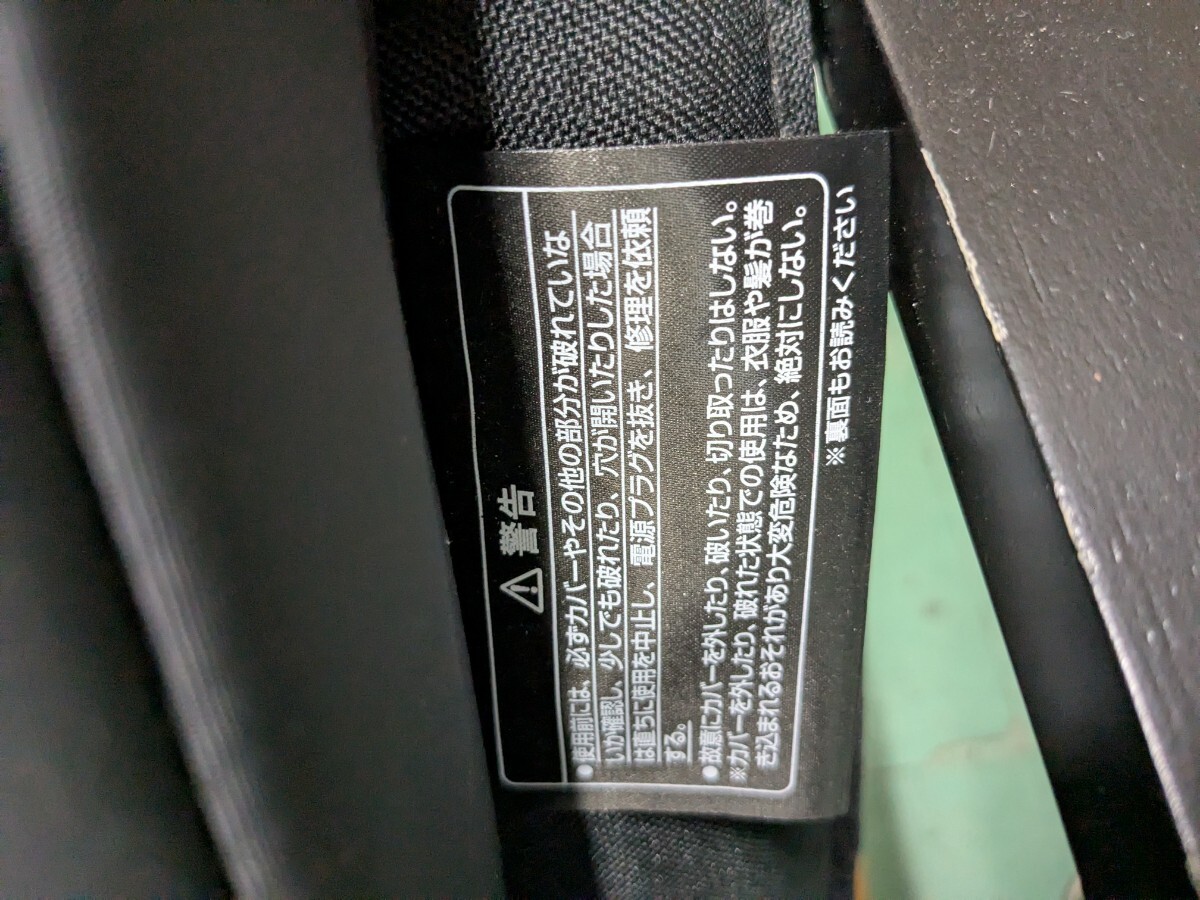 ⚠ 警告
●使用前には、必ずカバーやその他の部分が破れていな
いか確認し、少しでも破れたり、穴が開いたりした場合
は直ちに使用を中止し、電源プラグを抜き、修理を依頼
する。
●故意にカバーを外したり、破いたり、切り取ったりはしない。
※カバーを外したり、破れた状態での使用は、衣服や髪が巻
き込まれるおそれがあり大変危険なため、絶対にしない。
※裏面もお読みください